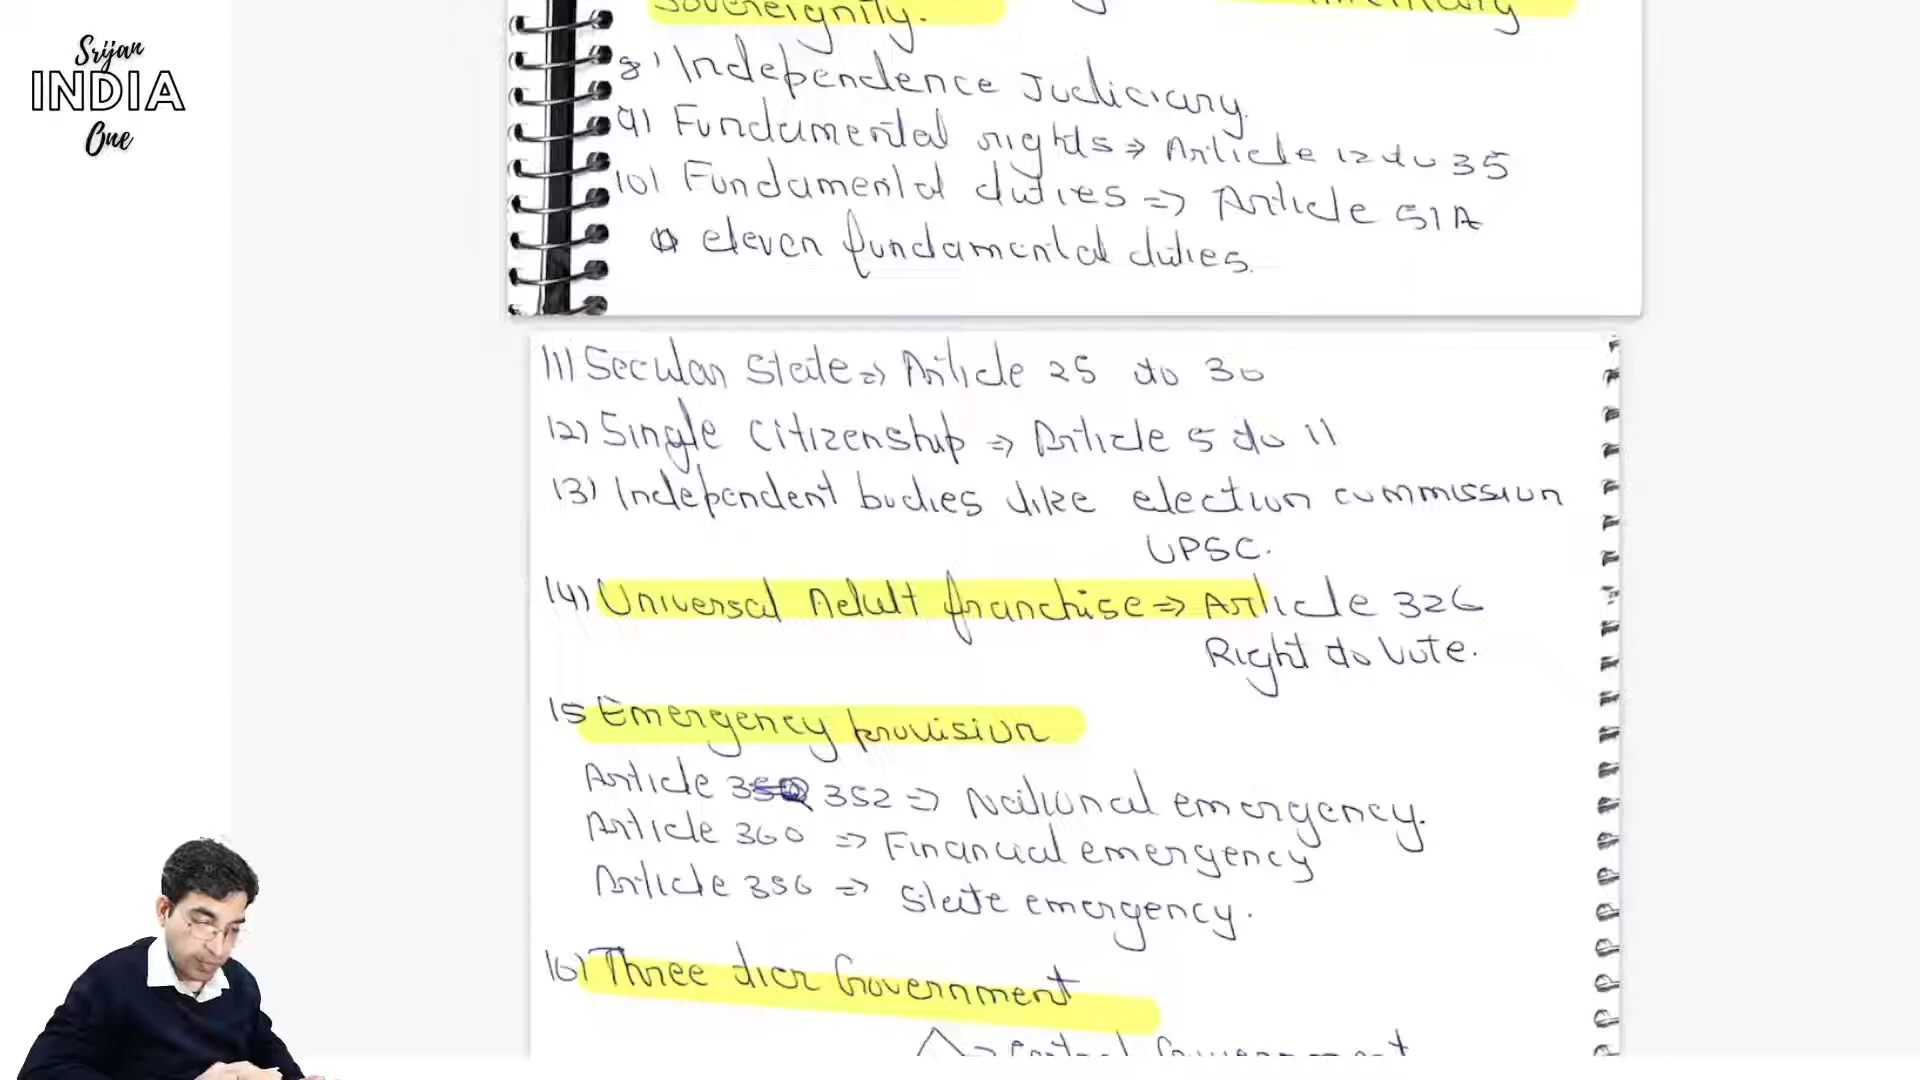 Srijan
INDIA
One
Sovereignity.
8) Independence Judiciary.
9) Fundamental rights ⇒ Article 12 to 35
10) Fundamental duties ⇒ Article 51A
eleven fundamental duties.
11) Secular State ⇒ Article 25 to 30
12) Single citizenship ⇒ Article 5 to 11
13) Independent bodies like election commission
UPSC.
14) Universal Adult franchise ⇒ Article 326
Right to Vote.
15 Emergency provision
Article 352 ⇒ National emergency.
Article 360 ⇒ Financial emergency
Article 356 ⇒ State emergency.
16) Three tier Government
Central Government